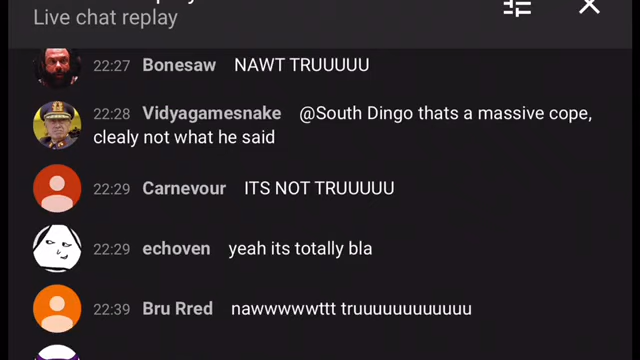 Live chat replay
22:27 Bonesaw NAWT TRUUUUU
22:28 Vidyagamesnake @South Dingo thats a massive cope,
clealy not what he said
22:29 Carnevour ITS NOT TRUUUUU
22:29 echoven yeah its totally bla
22:39 Bru Rred nawwwwwttt truuuuuuuuuuuu